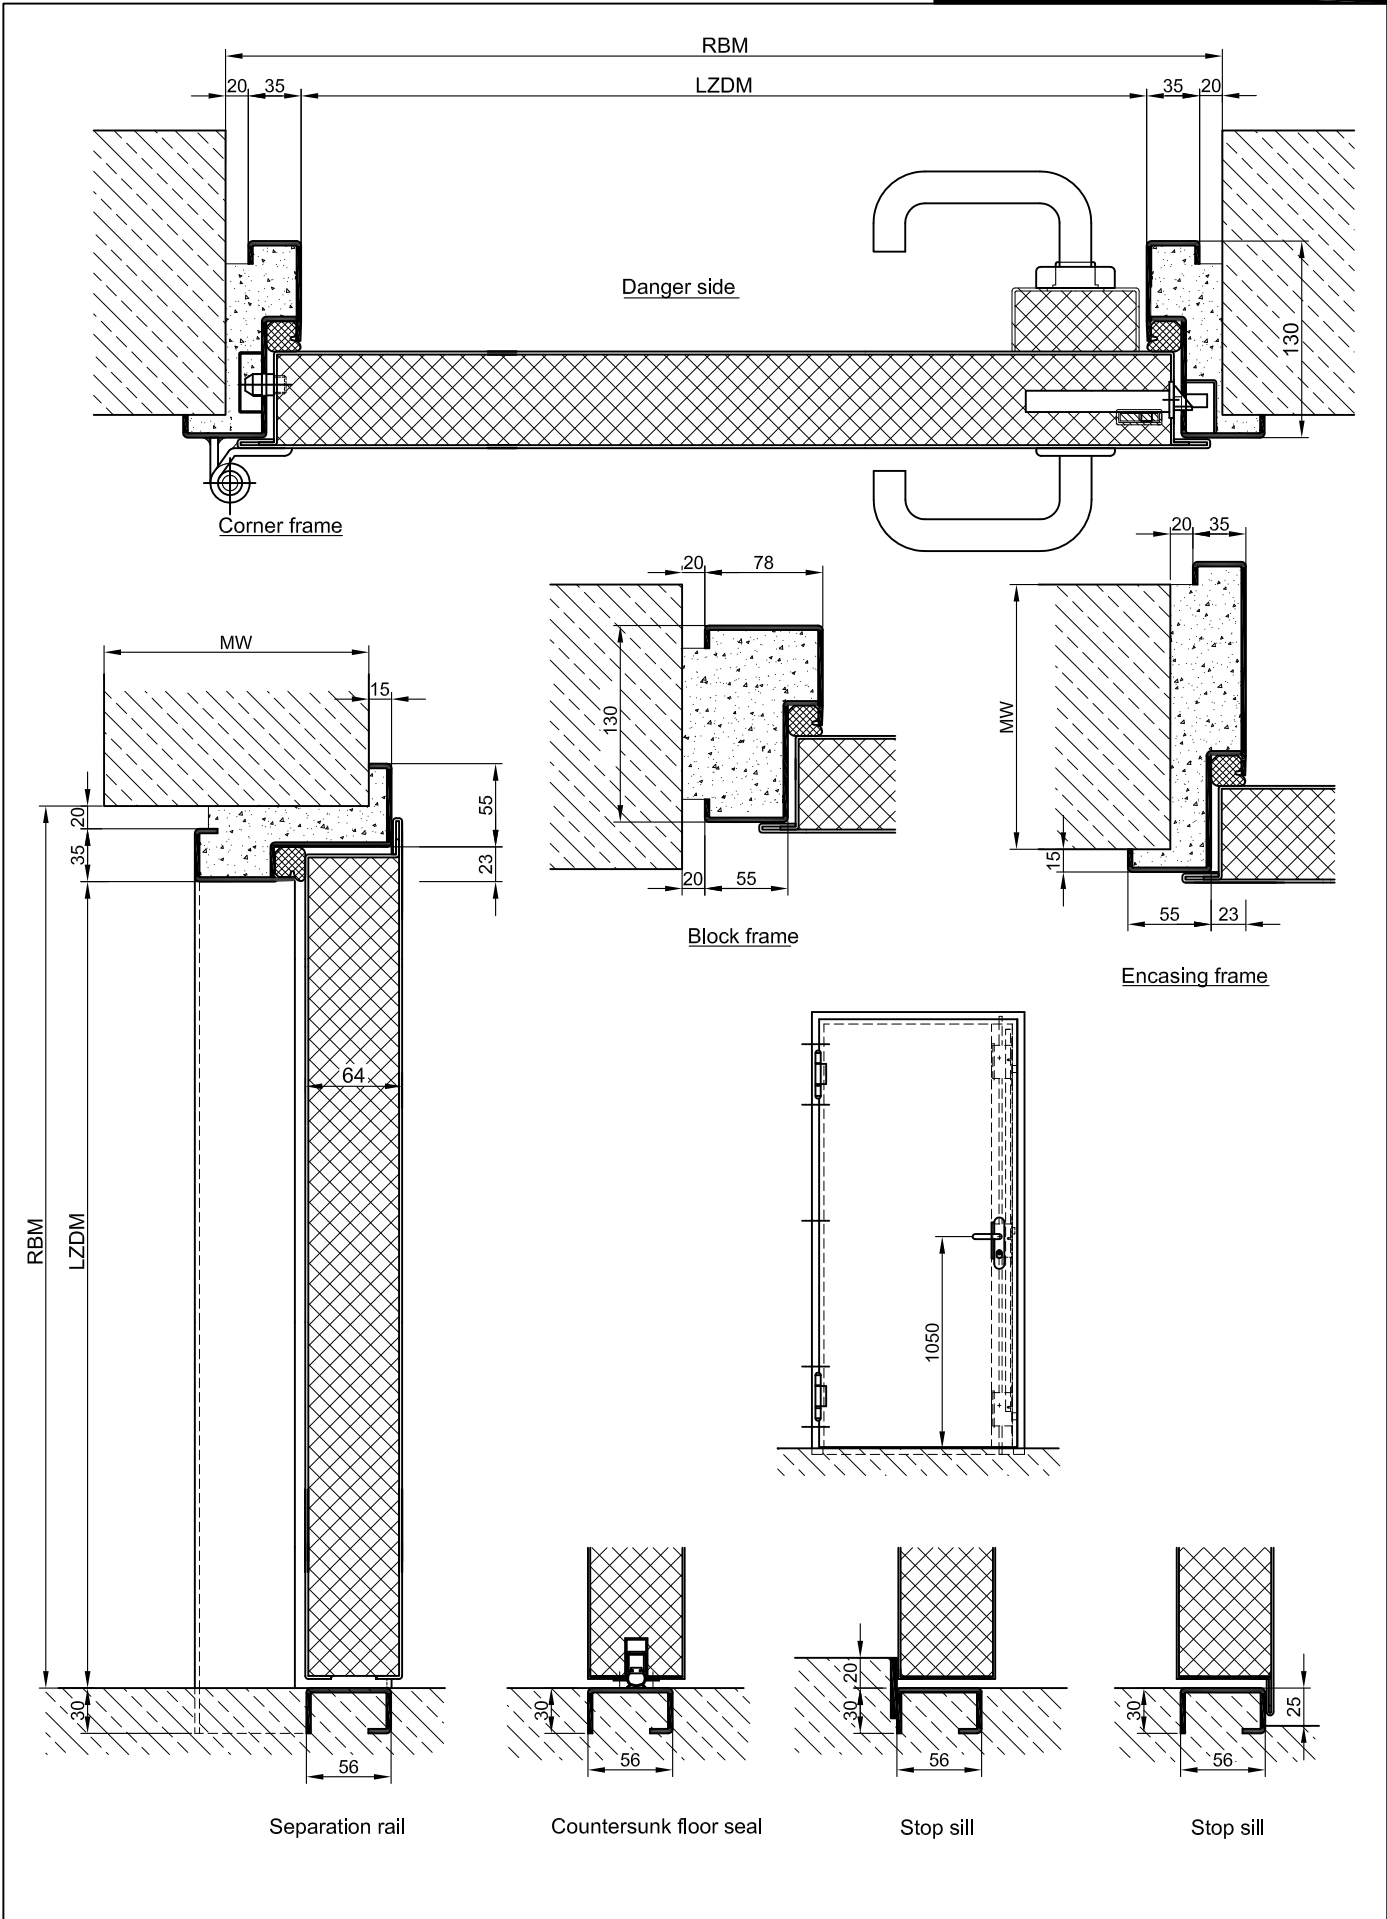 RBM
20 35 LZDM 35 20
Danger side
130
Corner frame
20 35
20 78
MW
15
130
MW
55
20
35
23
15
20 55
55 23
Block frame
Encasing frame
64
RBM
LZDM
1050
20
30
30
30
30
25
56
56
56
56
Separation rail
Countersunk floor seal
Stop sill
Stop sill